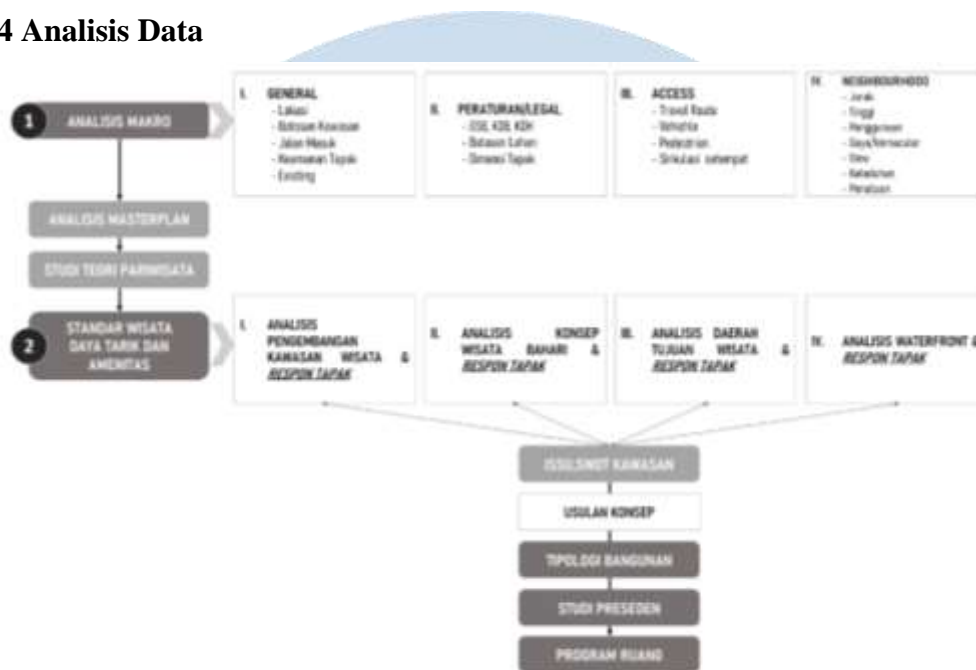 4 Analisis Data
1 ANALISIS MAKRO
I. GENERAL
- Lokasi
- Batasan Kawasan
- Jalan Masuk
- Keamanan Tapak
- Existing
II. PERATURAN/LEGAL
- GSB, KDB, KDH
- Batasan Lahan
- Dimensi Tapak
III. ACCESS
- Travel Route
- Vehicle
- Pedestrian
- Sirkulasi setempat
IV. NEIGHBOURHOOD
- Jarak
- Tinggi
- Penggunaan
- Gaya/Vernacular
- View
- Penataan
ANALISIS MASTERPLAN
STUDI TEORI PARIWISATA
2 STANDAR WISATA
DAYA TARIK DAN
AMENITAS
I. ANALISIS
PENGEMBANGAN
KAWASAN WISATA &
RESPON TAPAK
II. ANALISIS KONSEP
WISATA BAHARI &
RESPON TAPAK
III. ANALISIS DAERAH
TUJUAN WISATA &
RESPON TAPAK
IV. ANALISIS WATERFRONT &
RESPON TAPAK
KAWASAN
USULAN KONSEP
TIPOLOGI BANGUNAN
STUDI PRESEDEN
PROGRAM RUANG